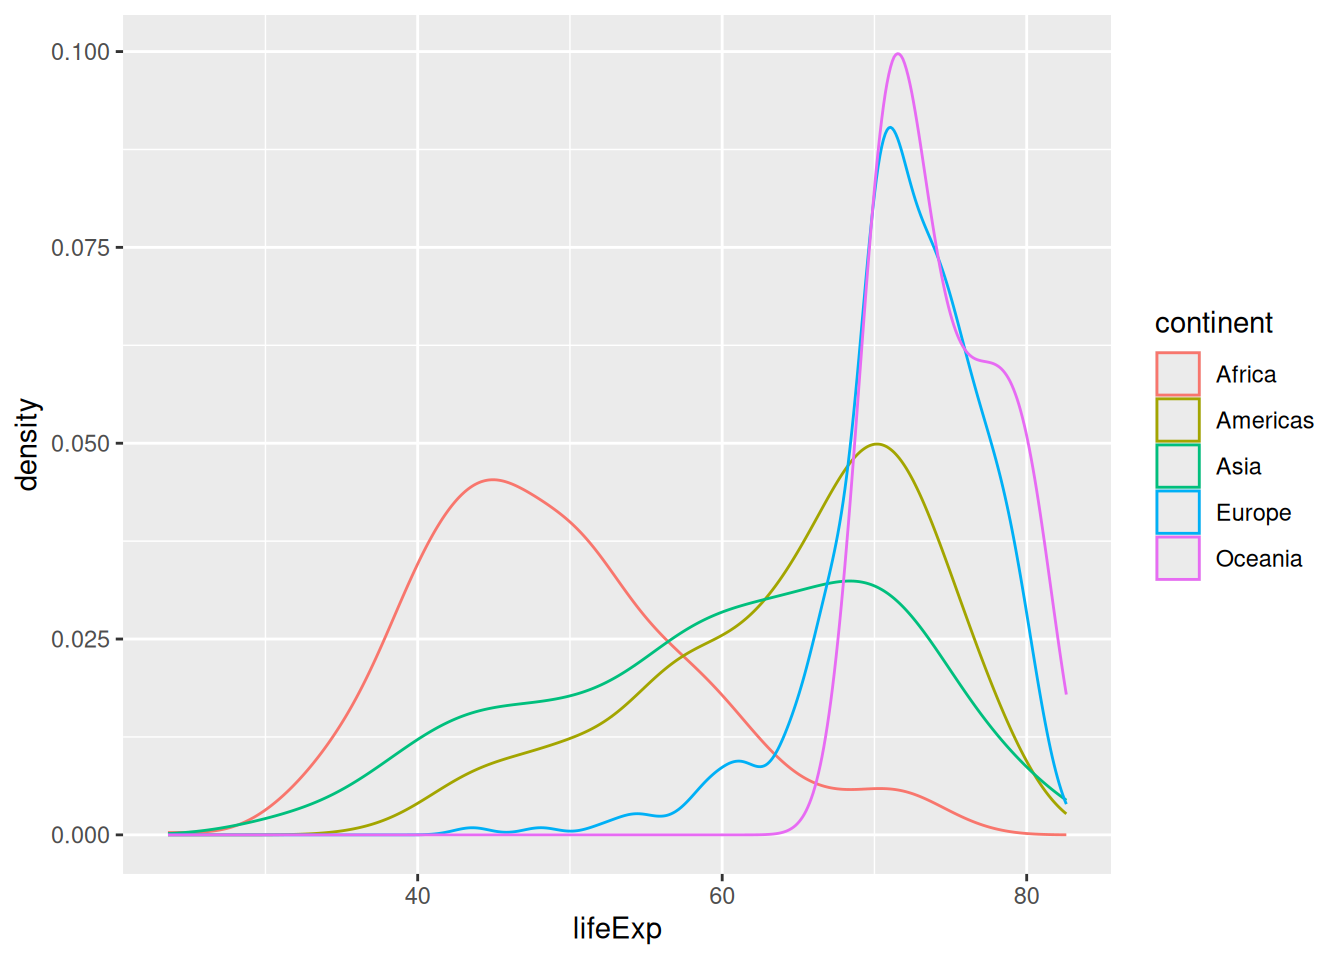 0.100
0.075
0.050
0.025
0.000
density
40
60
80
lifeExp
continent
Africa
Americas
Asia
Europe
Oceania